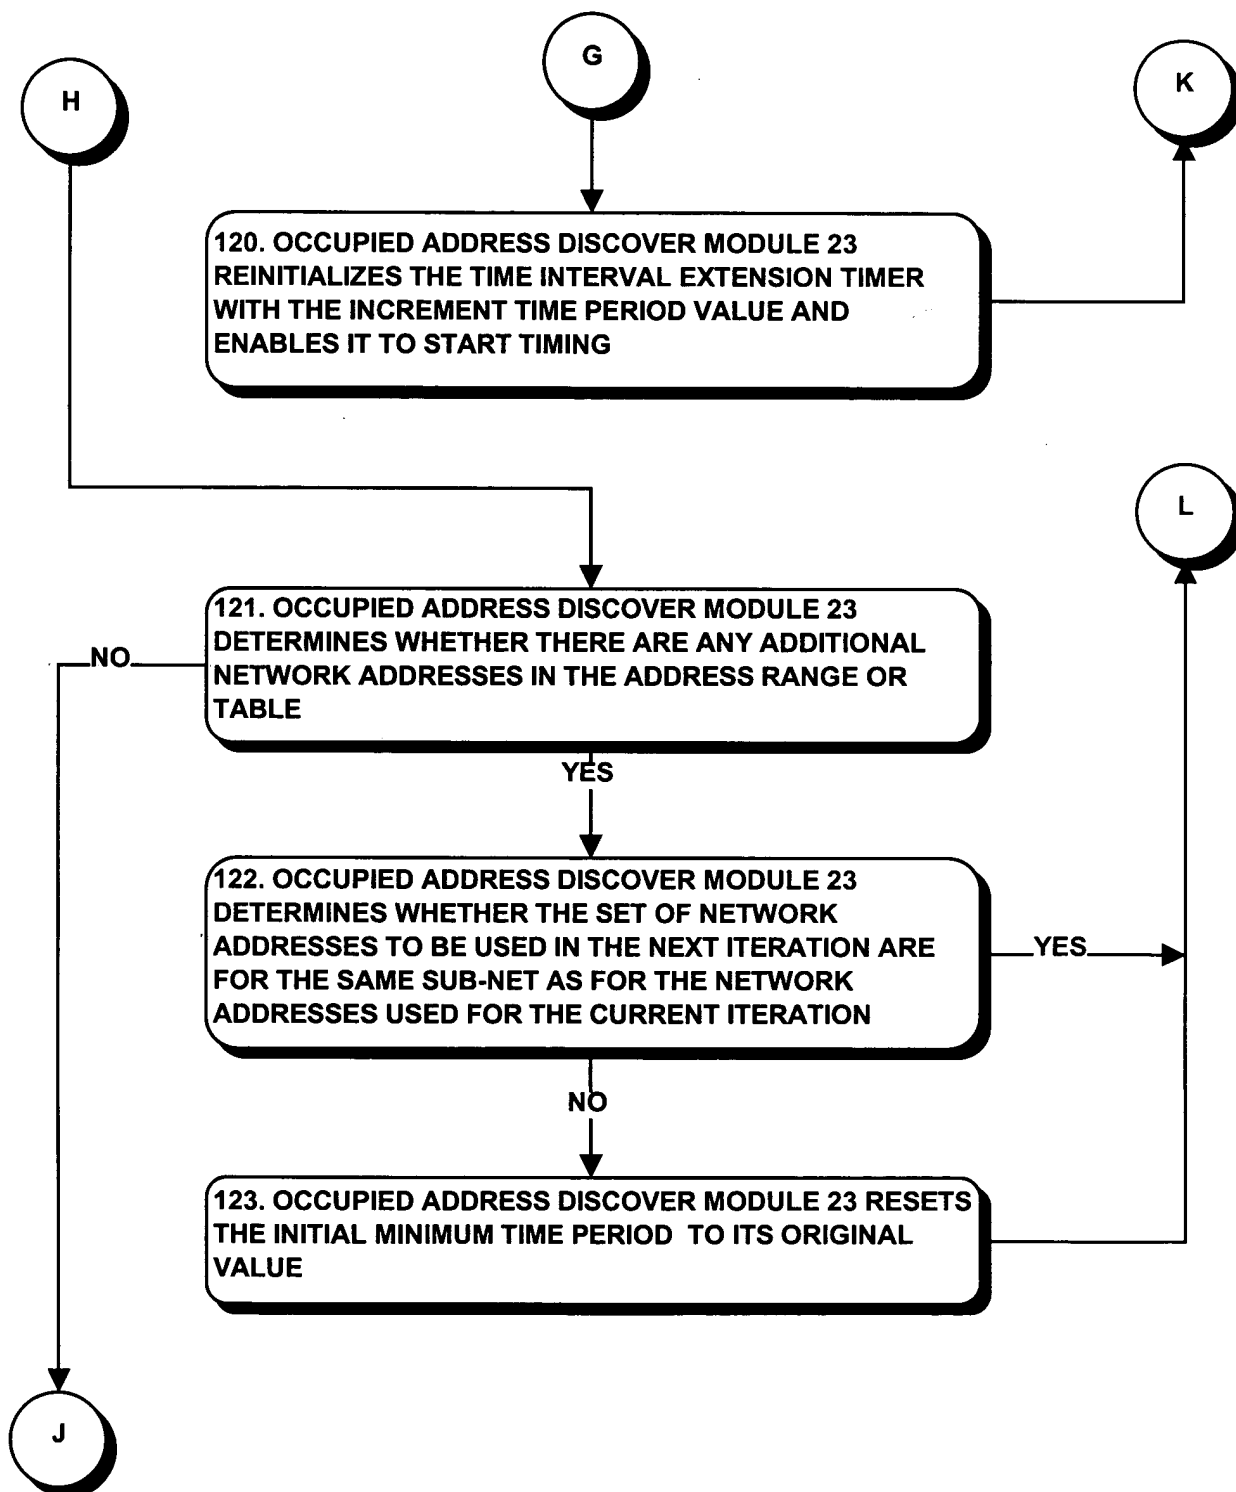 G
K
H
120. OCCUPIED ADDRESS DISCOVER MODULE 23
REINITIALIZES THE TIME INTERVAL EXTENSION TIMER
WITH THE INCREMENT TIME PERIOD VALUE AND
ENABLES IT TO START TIMING
L
121. OCCUPIED ADDRESS DISCOVER MODULE 23
DETERMINES WHETHER THERE ARE ANY ADDITIONAL
NETWORK ADDRESSES IN THE ADDRESS RANGE OR
TABLE
NO
YES
122. OCCUPIED ADDRESS DISCOVER MODULE 23
DETERMINES WHETHER THE SET OF NETWORK
ADDRESSES TO BE USED IN THE NEXT ITERATION ARE
FOR THE SAME SUB-NET AS FOR THE NETWORK
ADDRESSES USED FOR THE CURRENT ITERATION
YES
NO
123. OCCUPIED ADDRESS DISCOVER MODULE 23 RESETS
THE INITIAL MINIMUM TIME PERIOD TO ITS ORIGINAL
VALUE
J